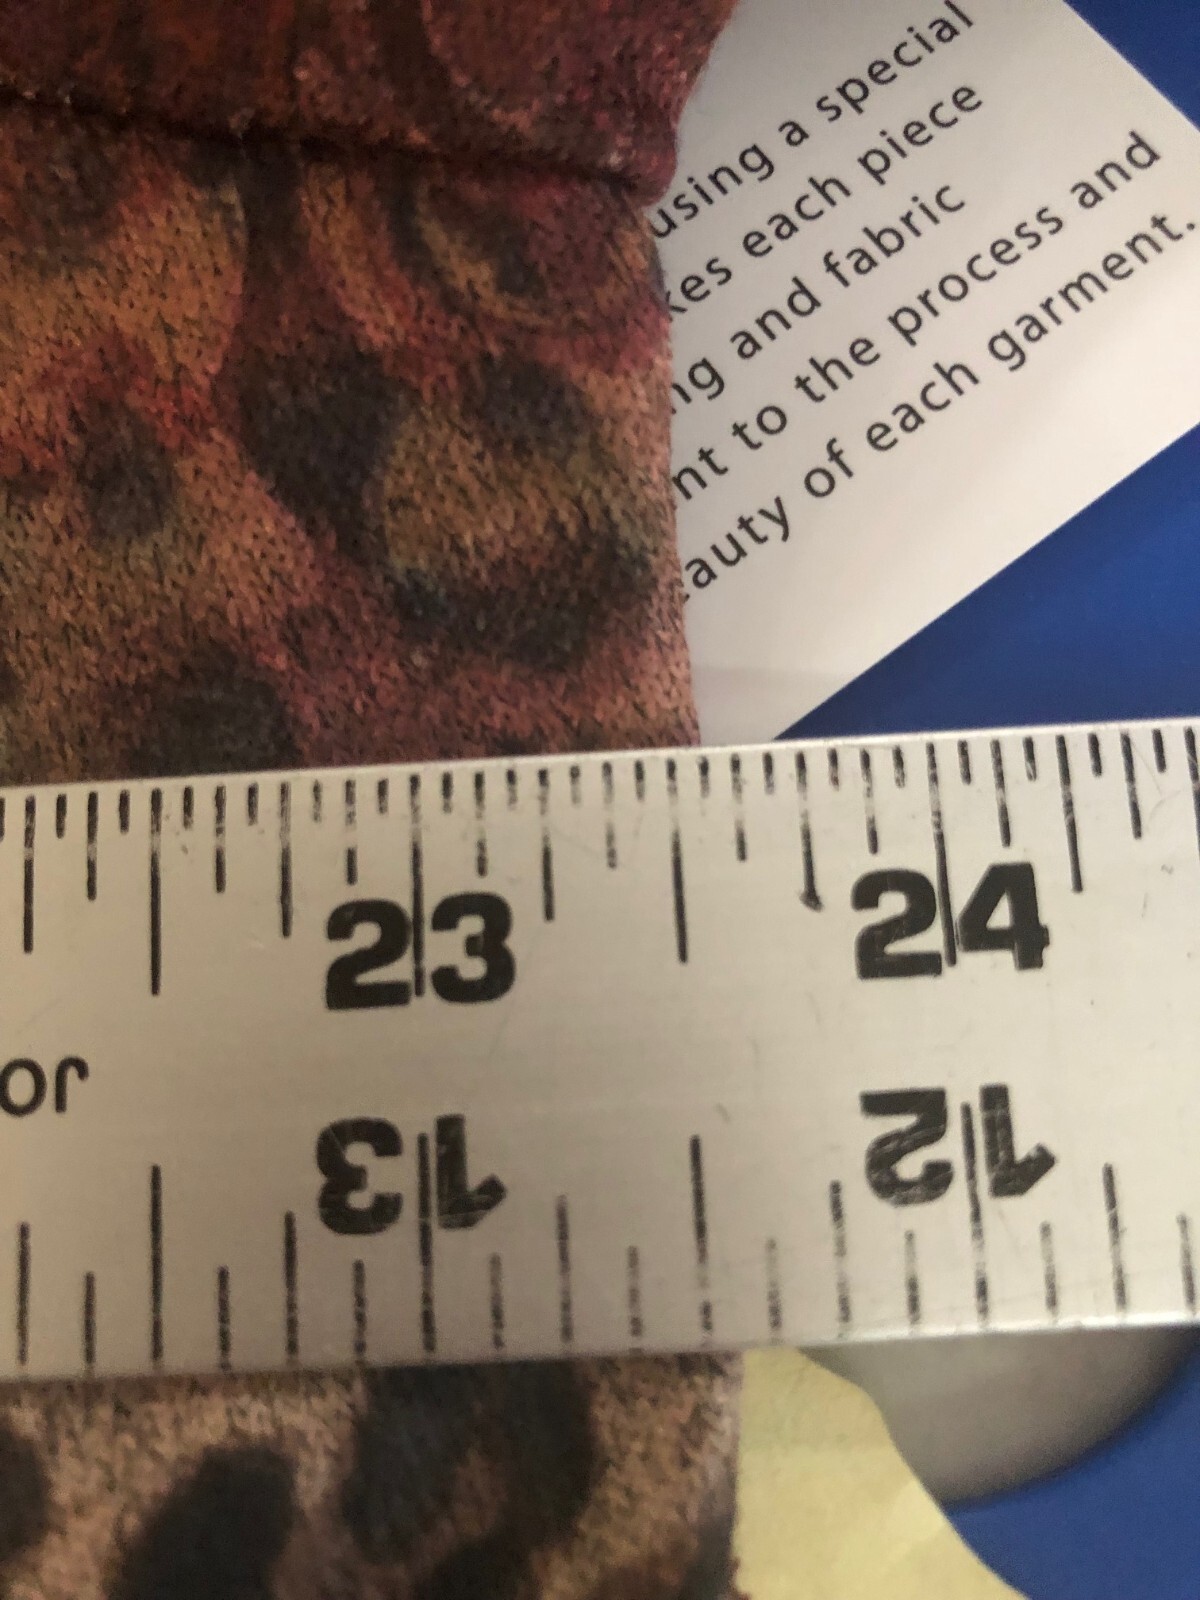 using a special
kes each piece
ng and fabric
nt to the process and
eauty of each garment.
23 24
or
13 12